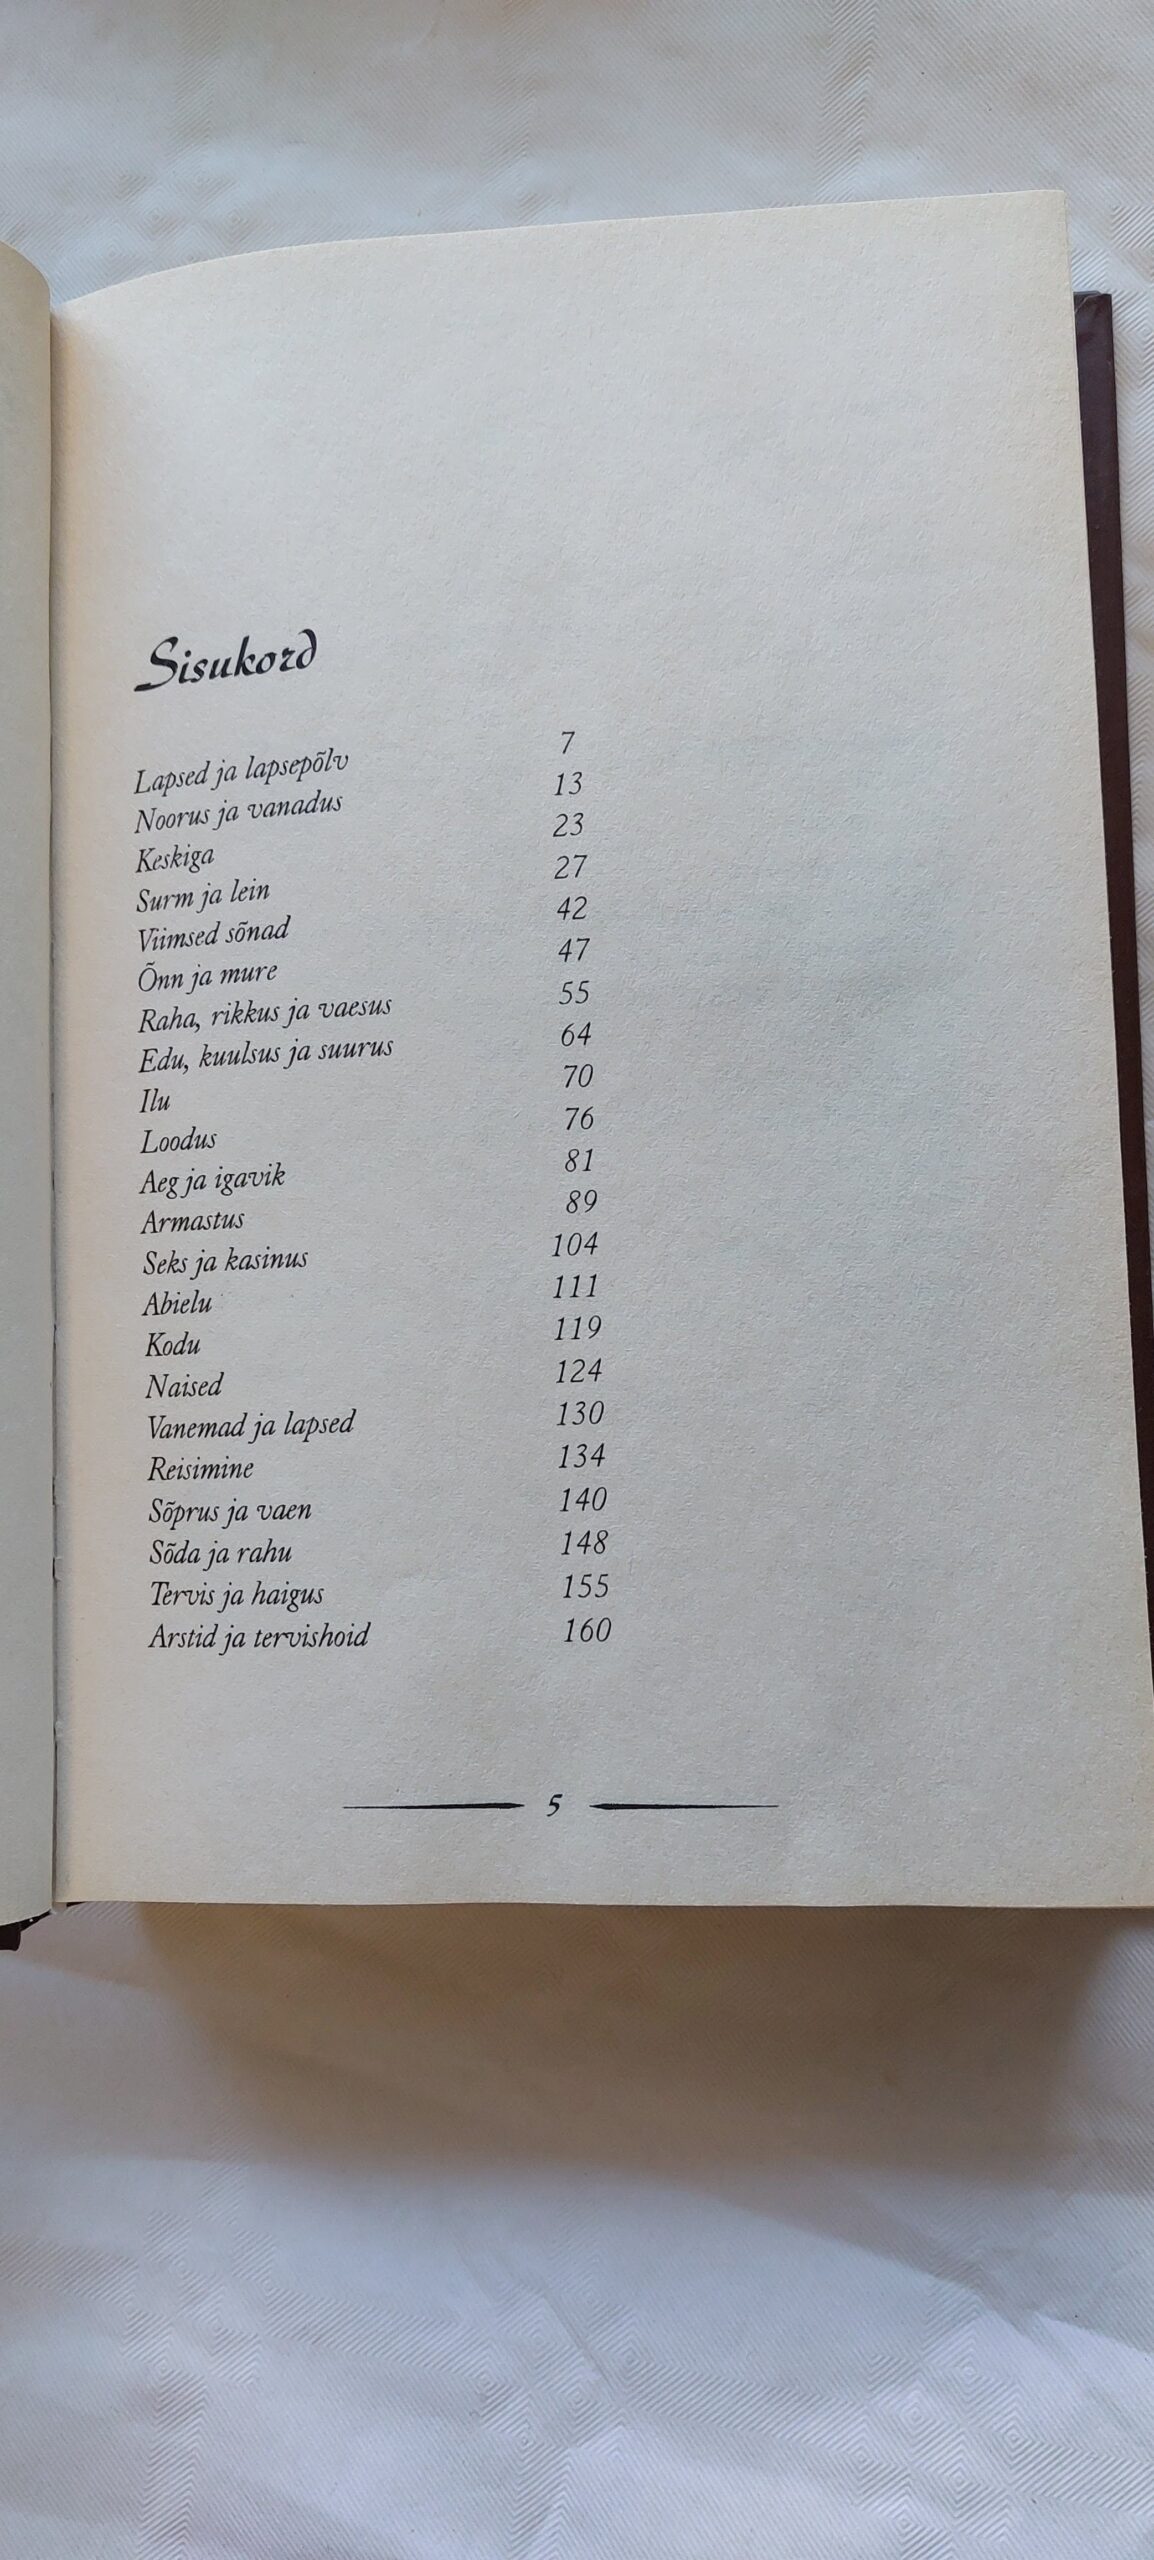 Sisukord
Lapsed ja lapsepõlv 7
Noorus ja vanadus 13
Keskiga 23
Surm ja lein 27
Viimsed sõnad 42
Õnn ja mure 47
Raha, rikkus ja vaesus 55
Edu, kuulsus ja suurus 64
Ilu 70
Loodus 76
Aeg ja igavik 81
Armastus 89
Seks ja kasinus 104
Abielu 111
Kodu 119
Naised 124
Vanemad ja lapsed 130
Reisimine 134
Sõprus ja vaen 140
Sõda ja rahu 148
Tervis ja haigus 155
Arstid ja tervishoid 160
5